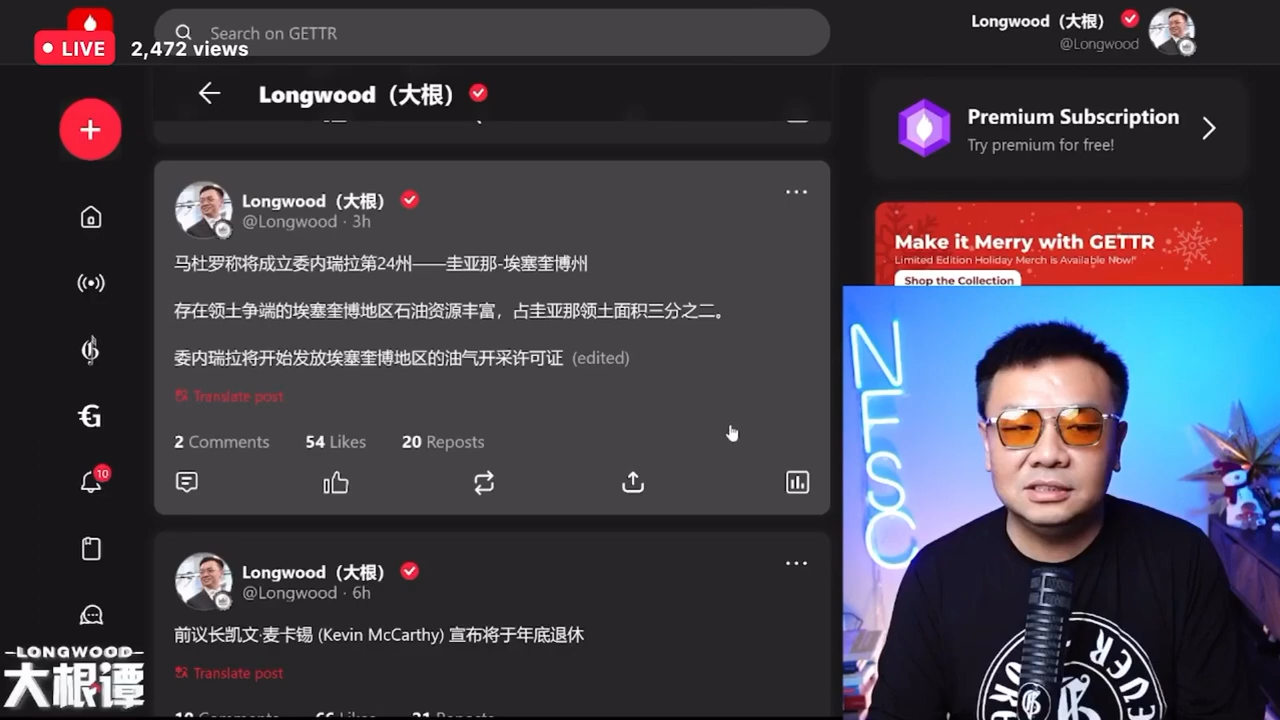 Search on GETTR
LIVE
2,472 views
Longwood（大根）
@Longwood
Longwood（大根）
Premium Subscription
Try premium for free!
Longwood（大根）
@Longwood · 3h
马杜罗称将成立委内瑞拉第24州——圭亚那-埃塞奎博州
存在领土争端的埃塞奎博地区石油资源丰富，占圭亚那领土面积三分之二。
委内瑞拉将开始发放埃塞奎博地区的油气开采许可证 (edited)
Translate post
2 Comments 54 Likes 20 Reposts
Make it Merry with GETTR
Limited Edition Holiday Merch is Available Now!
Shop the Collection
10
Longwood（大根）
@Longwood · 6h
前议长凯文·麦卡锡 (Kevin McCarthy) 宣布将于年底退休
Translate post
NFSC
LONGWOOD
大根谭